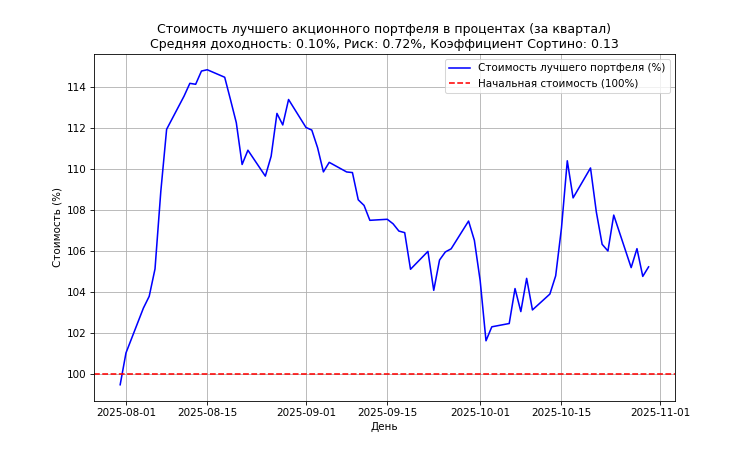 Стоимость лучшего акционного портфеля в процентах (за квартал)
Средняя доходность: 0.10%, Риск: 0.72%, Коэффициент Сортино: 0.13
Стоимость лучшего портфеля (%)
Начальная стоимость (100%)
Стоимость (%)
114
112
110
108
106
104
102
100
2025-08-01
2025-08-15
2025-09-01
2025-09-15
2025-10-01
2025-10-15
2025-11-01
День